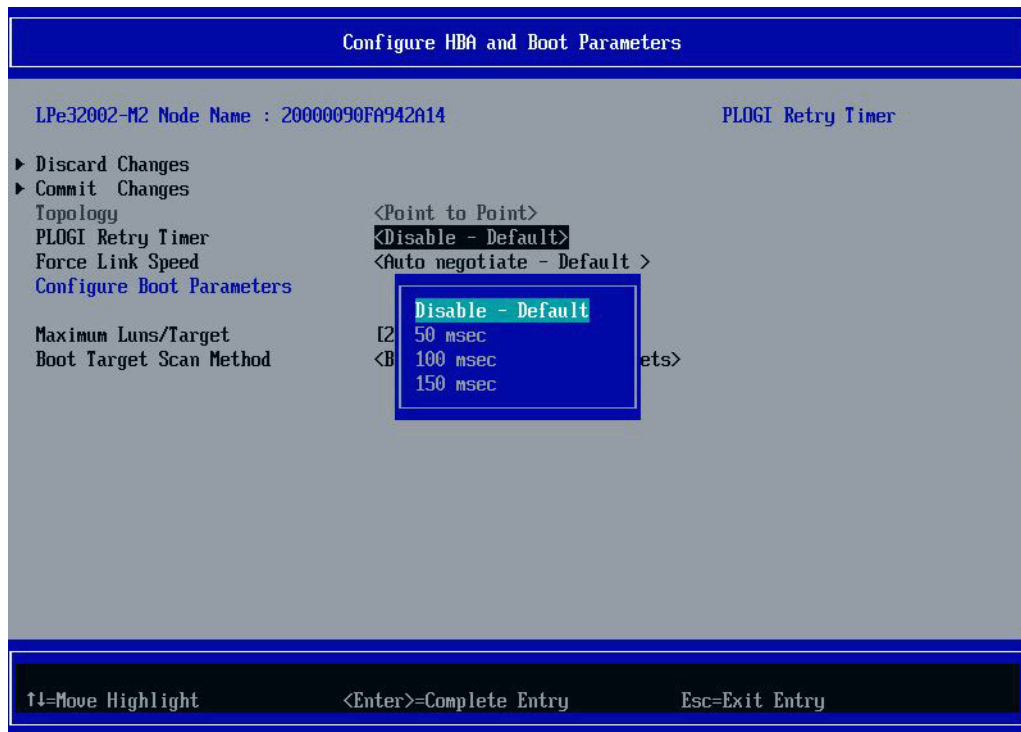 Configure HBA and Boot Parameters
LPe32002-M2 Node Name : 20000090FA942A14 PLOGI Retry Timer
Discard Changes
Commit Changes
Topology <Point to Point>
PLOGI Retry Timer <Disable - Default>
Force Link Speed <Auto negotiate - Default >
Configure Boot Parameters
Disable - Default
Maximum Luns/Target [2 50 msec
Boot Target Scan Method <B 100 msec ets>
150 msec
↑↓=Move Highlight <Enter>=Complete Entry Esc=Exit Entry